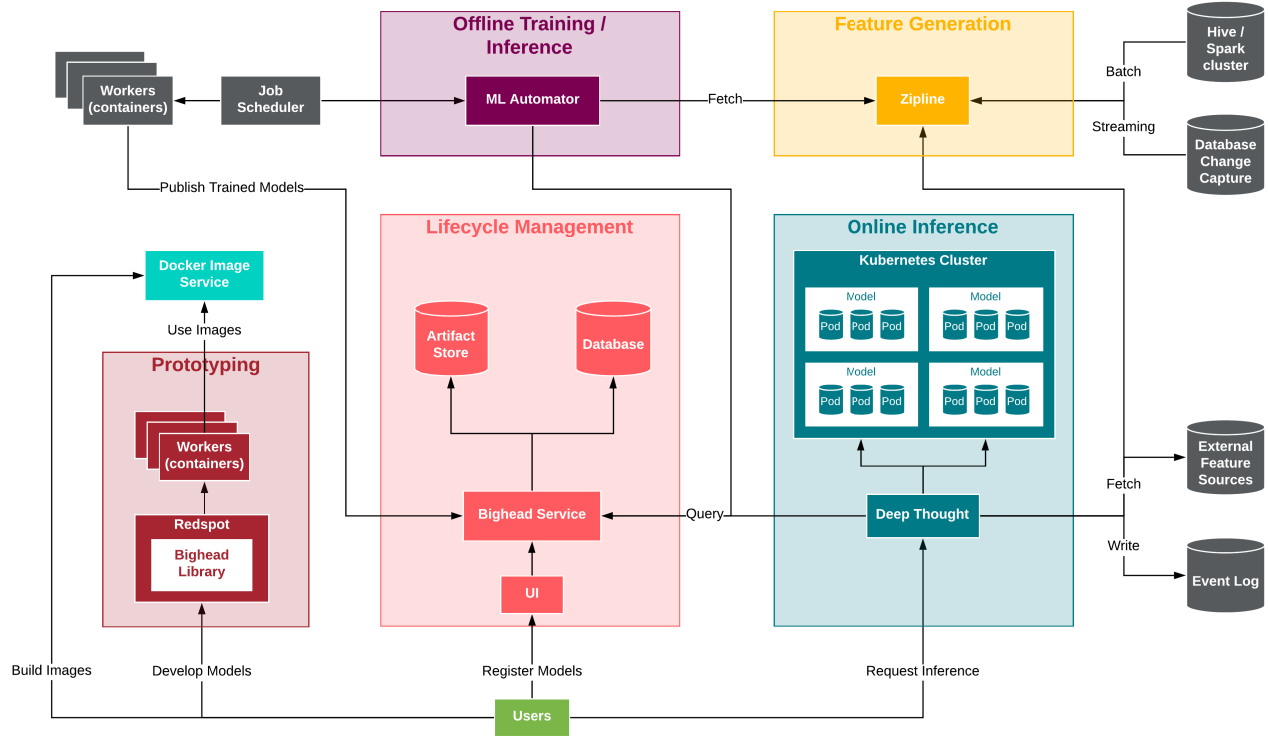 Offline Training /
Inference
Feature Generation
Hive /
Spark
cluster
Batch
Workers
(containers)
Job
Scheduler
ML Automator
Fetch
Zipline
Streaming
Database
Change
Capture
Publish Trained Models
Lifecycle Management
Online Inference
Docker Image
Service
Kubernetes Cluster
Model
Pod Pod Pod
Model
Pod Pod Pod
Use Images
Artifact
Store
Database
Prototyping
Model
Pod Pod Pod
Model
Pod Pod Pod
Workers
(containers)
External
Feature
Sources
Fetch
Redspot
Bighead
Library
Bighead Service
Query
Deep Thought
Write
Event Log
UI
Build Images
Develop Models
Register Models
Request Inference
Users